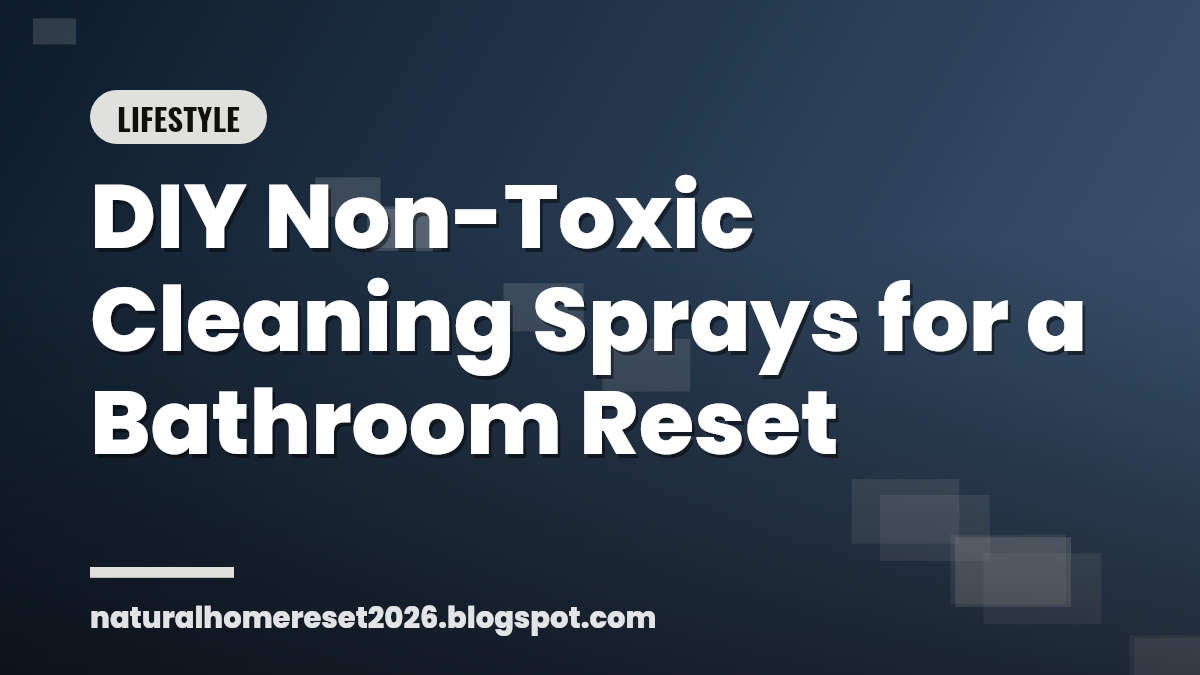 LIFESTYLE
DIY Non-Toxic
Cleaning Sprays for a
Bathroom Reset
naturalhomereset2026.blogspot.com